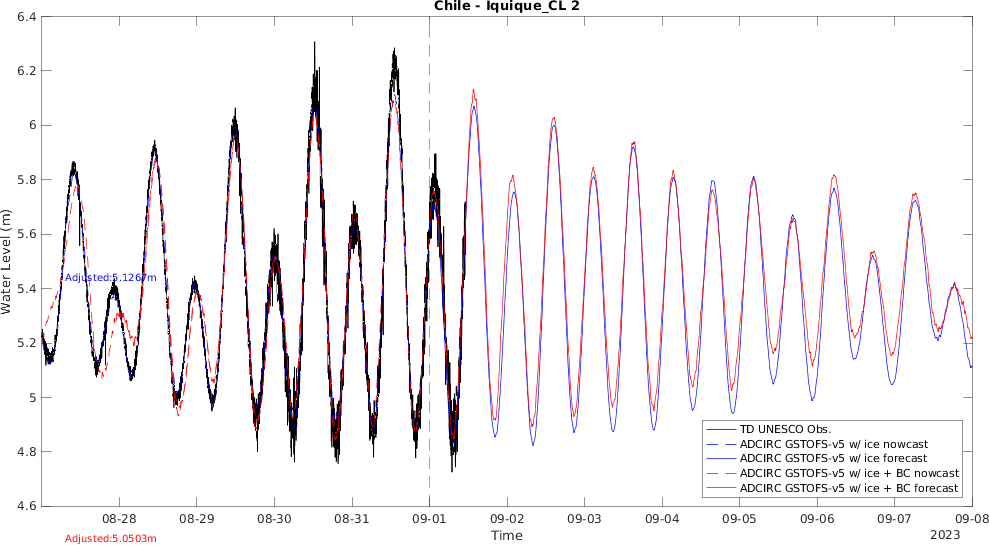 Chile - Iquique_CL 2
6.4
6.2
6
5.8
5.6
5.4
5.2
5
4.8
4.6
Water Level (m)
Adjusted:5.1267m
TD UNESCO Obs.
ADCIRC GSTOFS-v5 w/ ice nowcast
ADCIRC GSTOFS-v5 w/ ice forecast
ADCIRC GSTOFS-v5 w/ ice + BC nowcast
ADCIRC GSTOFS-v5 w/ ice + BC forecast
08-28 08-29 08-30 08-31 09-01 09-02 09-03 09-04 09-05 09-06 09-07 09-08
Time
2023
Adjusted:5.0503m